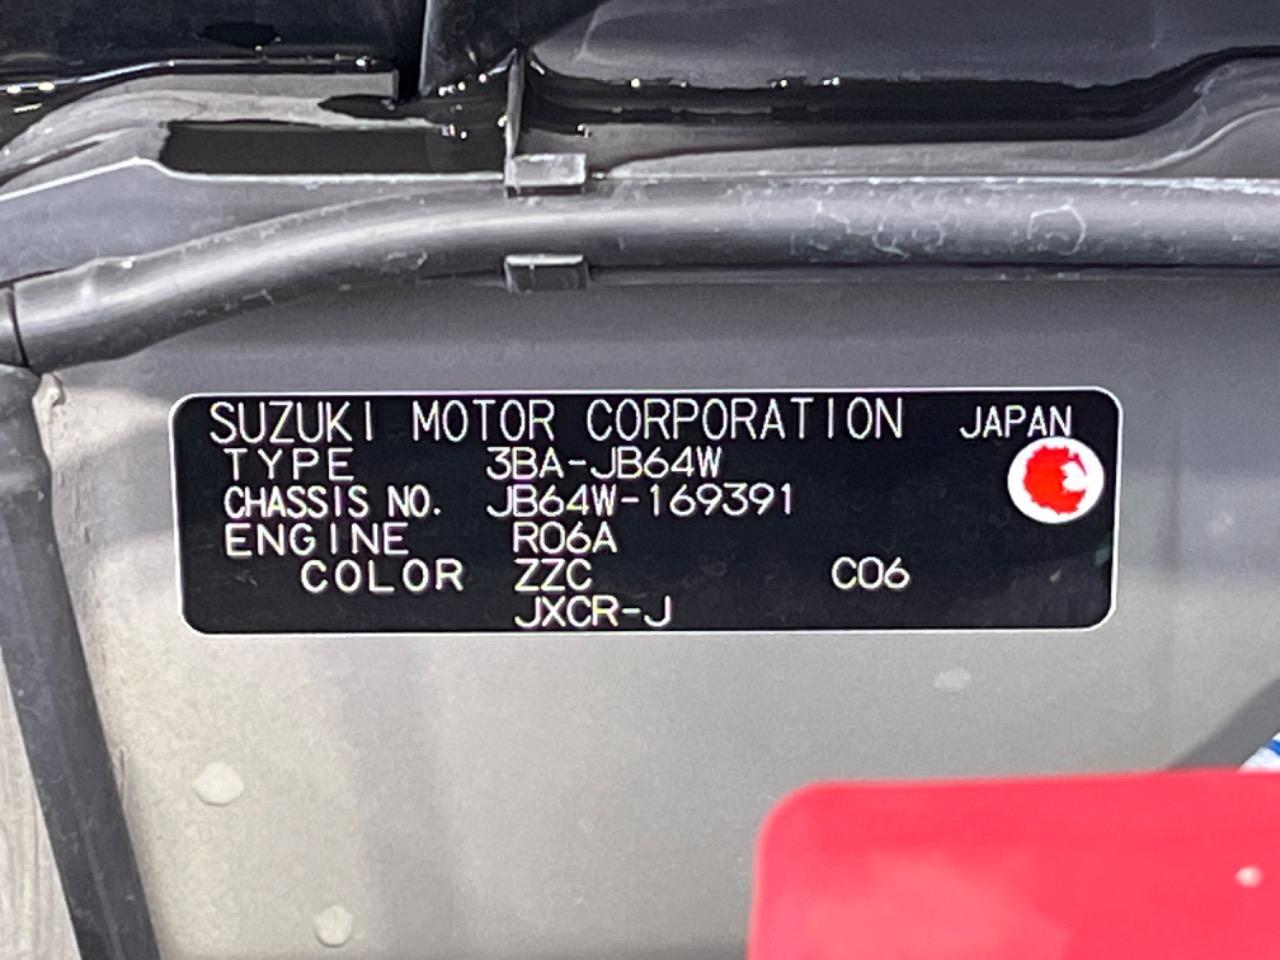 SUZUKI MOTOR CORPORATION JAPAN
TYPE 3BA-JB64W
CHASSIS NO. JB64W-169391
ENGINE R06A
COLOR ZZC C06
JXCR-J